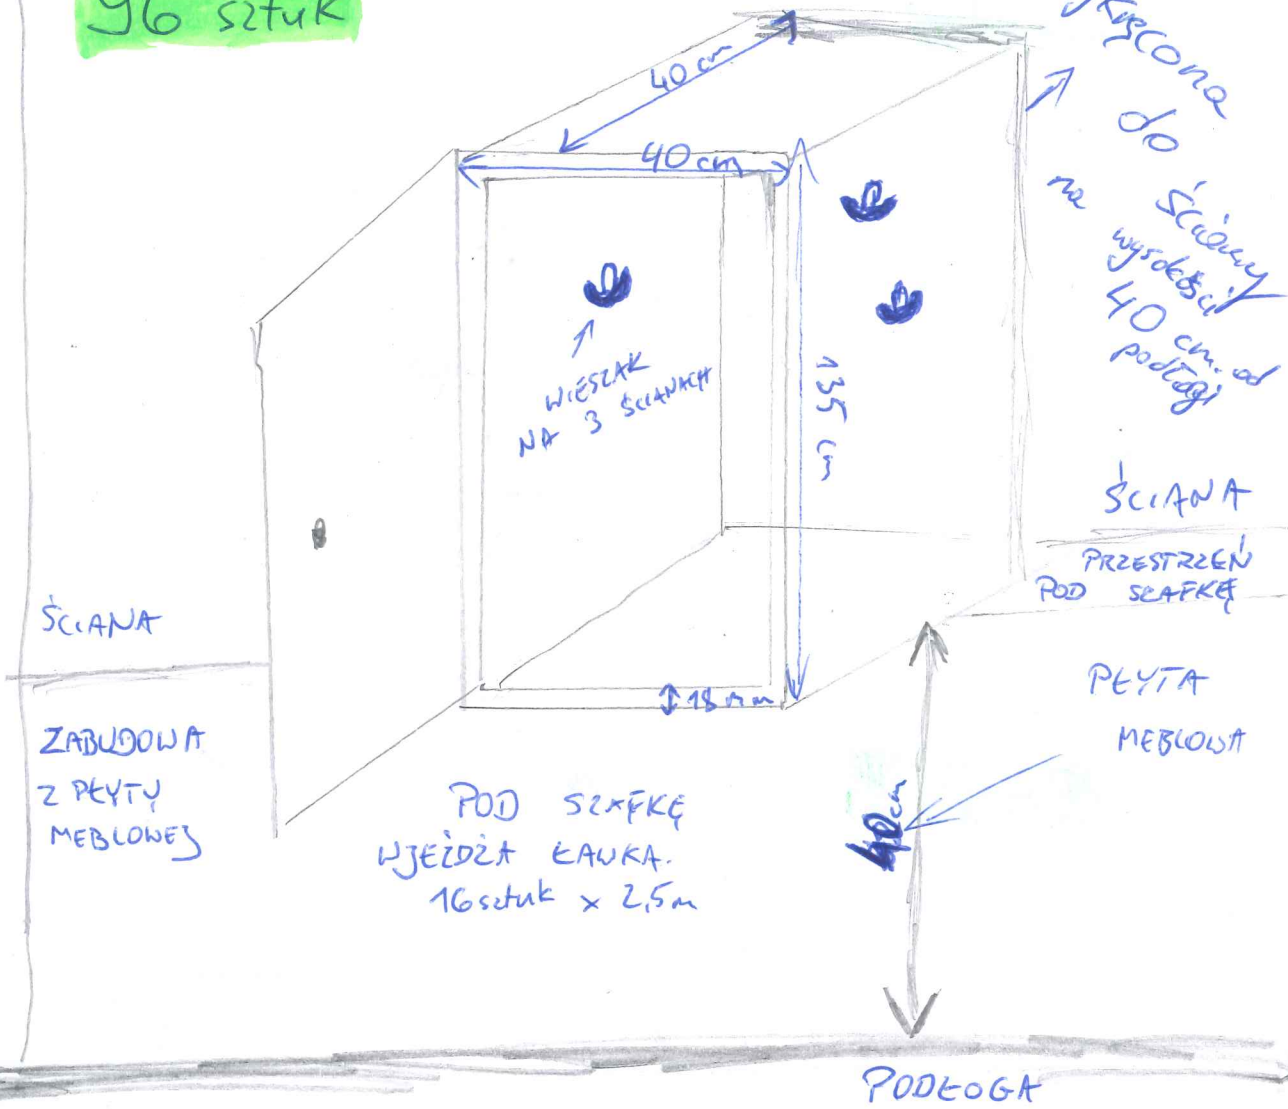 96 sztuk
40 cm
40 cm
do
na ściany
wysokości
40 cm. od
podłogi
WIESZAK
NA 3 ŚCIANACH
135 cm
ŚCIANA
PRZESTRZEŃ
POD SZAFKĘ
ŚCIANA
18 mm
PŁYTA
MEBLOWA
ZABUDOWA
Z PŁYTY
MEBLOWEJ
POD SZAFKĘ
WJEŻDŻA ŁAWKA.
16 sztuk x 2,5m
40 cm
PODŁOGA